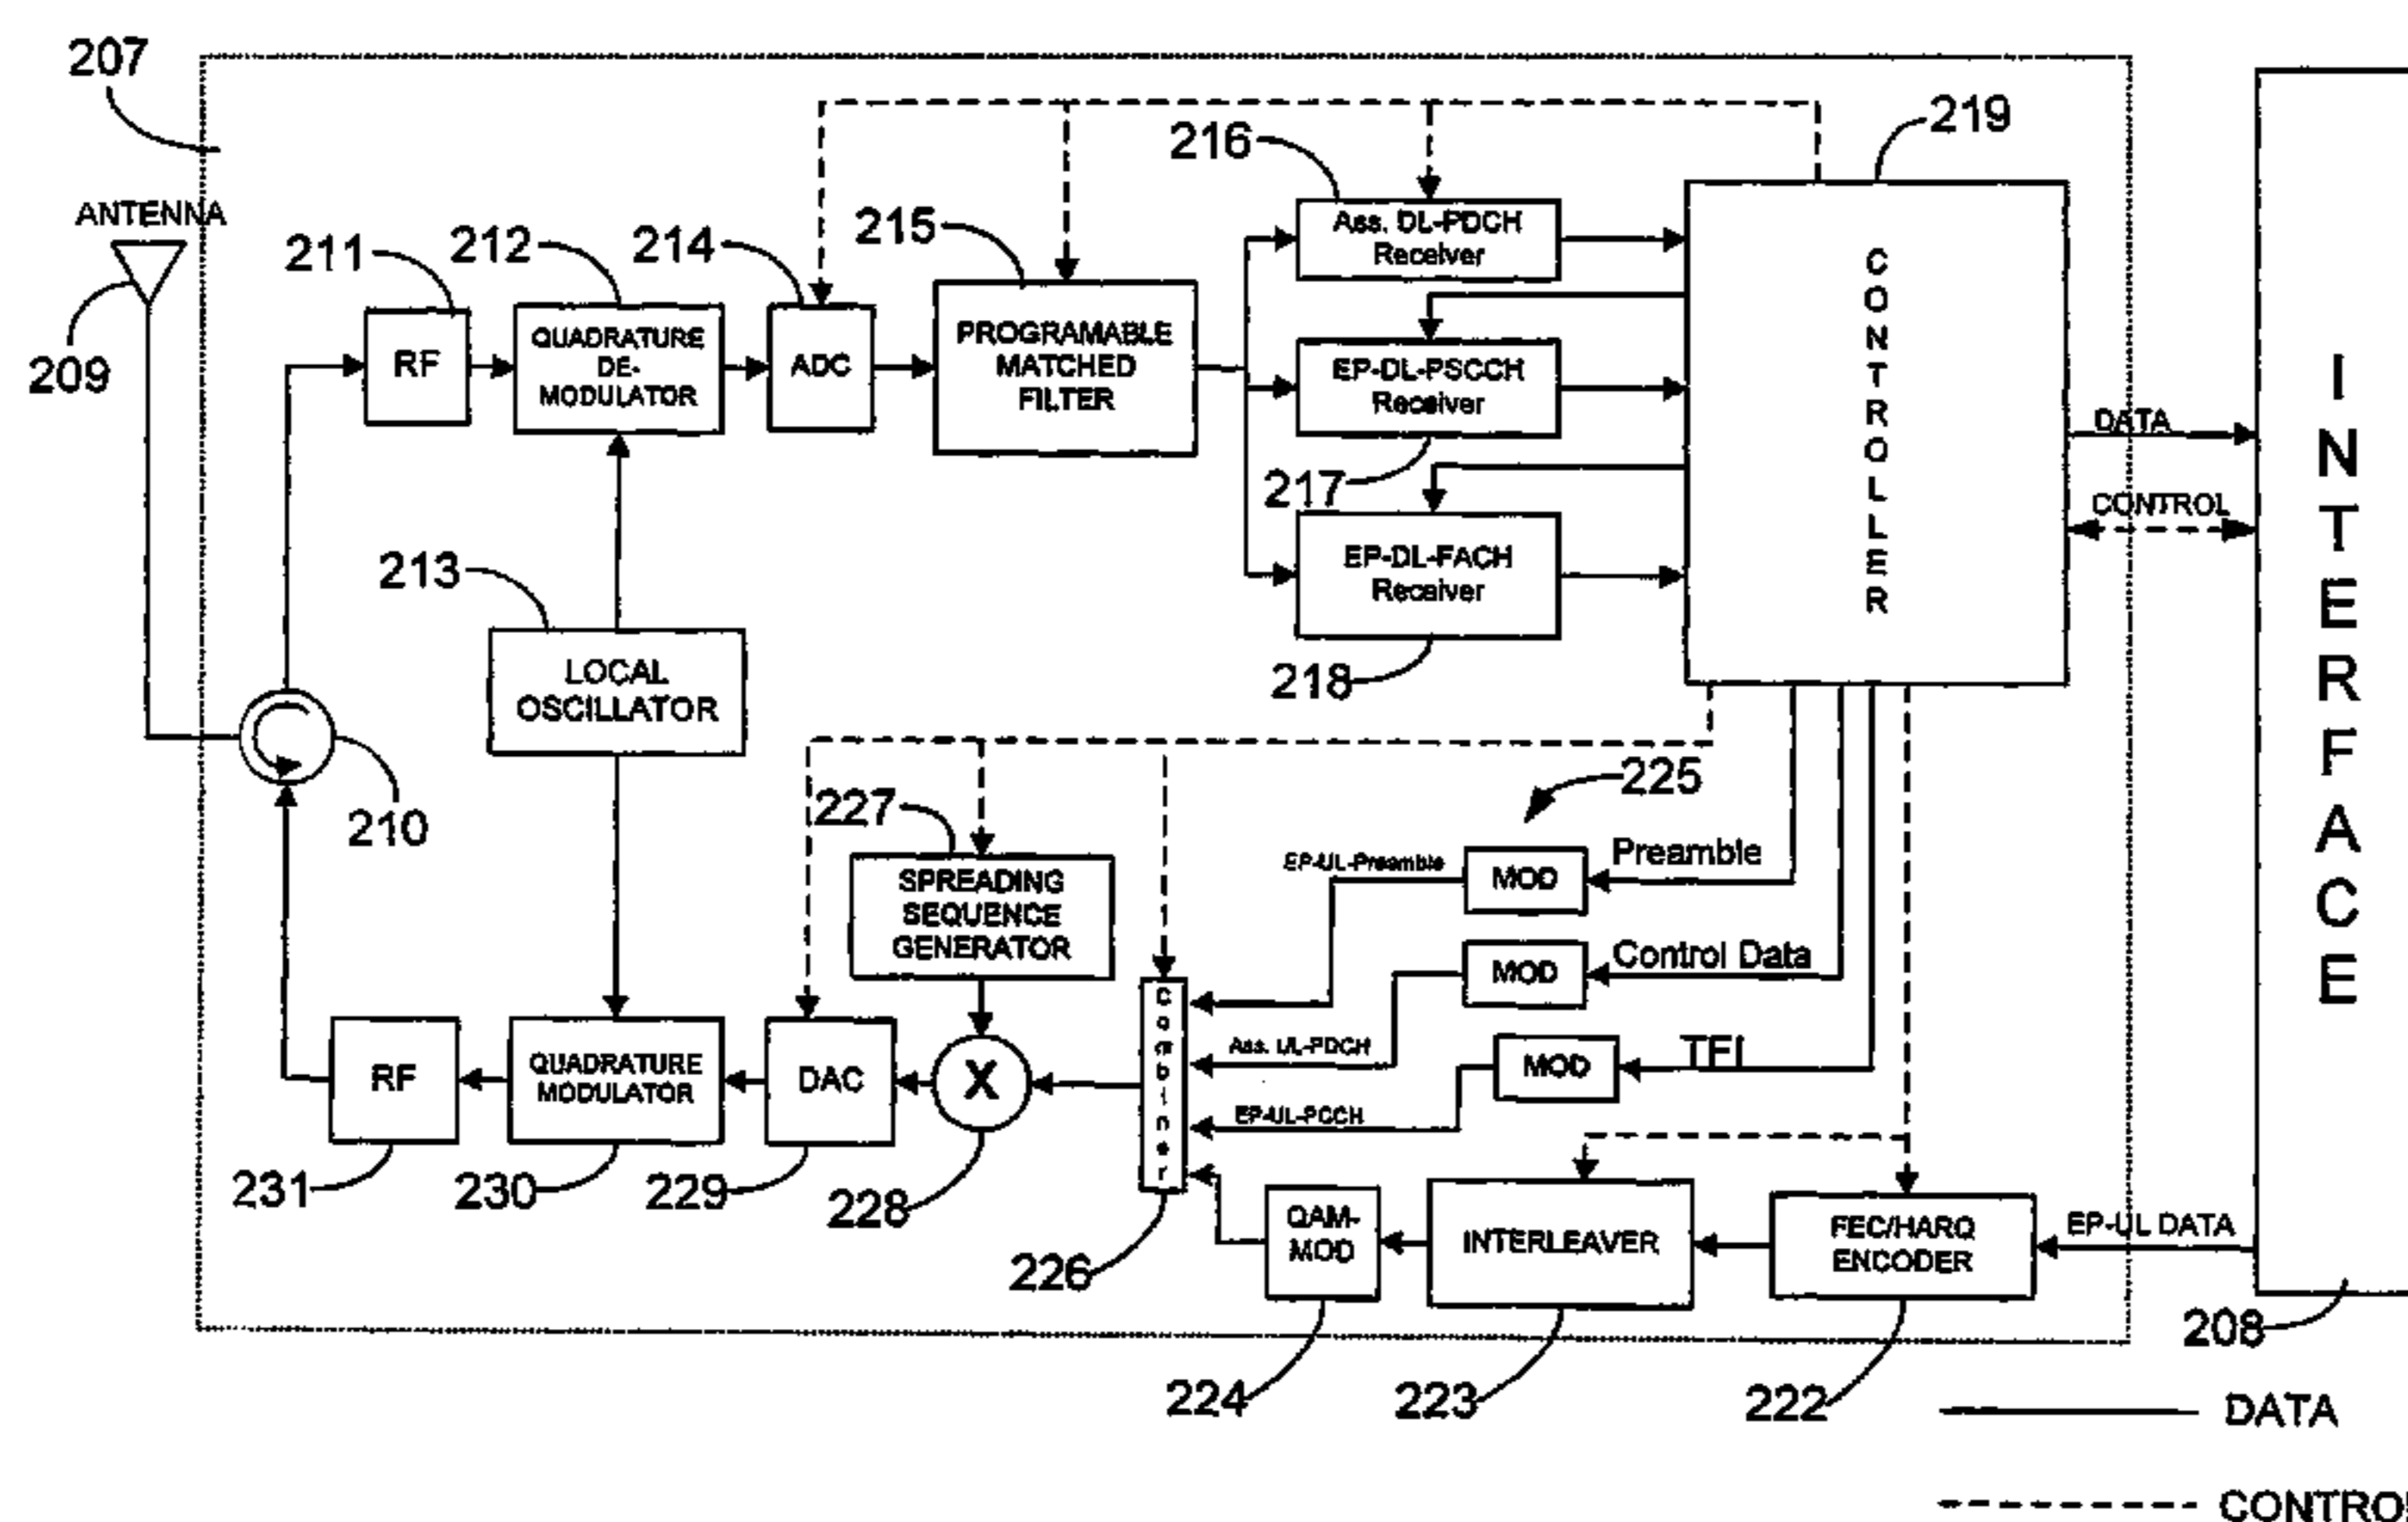 207
219
216
ANTENNA
211
212
214
215
Ass. DL-PDCH
Receiver
RF
QUADRATURE
DE-
MODULATOR
ADC
PROGRAMABLE
MATCHED
FILTER
CONTROLLER
209
EP-DL-PSCCH
Receiver
DATA
217
CONTROL
213
EP-DL-FACH
Receiver
INTERFACE
LOCAL
OSCILLATOR
218
210
225
227
EP-UL-Preamble
MOD
Preamble
SPREADING
SEQUENCE
GENERATOR
MOD
Control Data
Combiner
Ass. UL-PDCH
MOD
TFI
RF
QUADRATURE
MODULATOR
DAC
X
EP-UL-PCCH
231
230
229
228
QAM-
MOD
INTERLEAVER
FEC/HARQ
ENCODER
EP-UL DATA
226
208
224
223
222
DATA
CONTROL